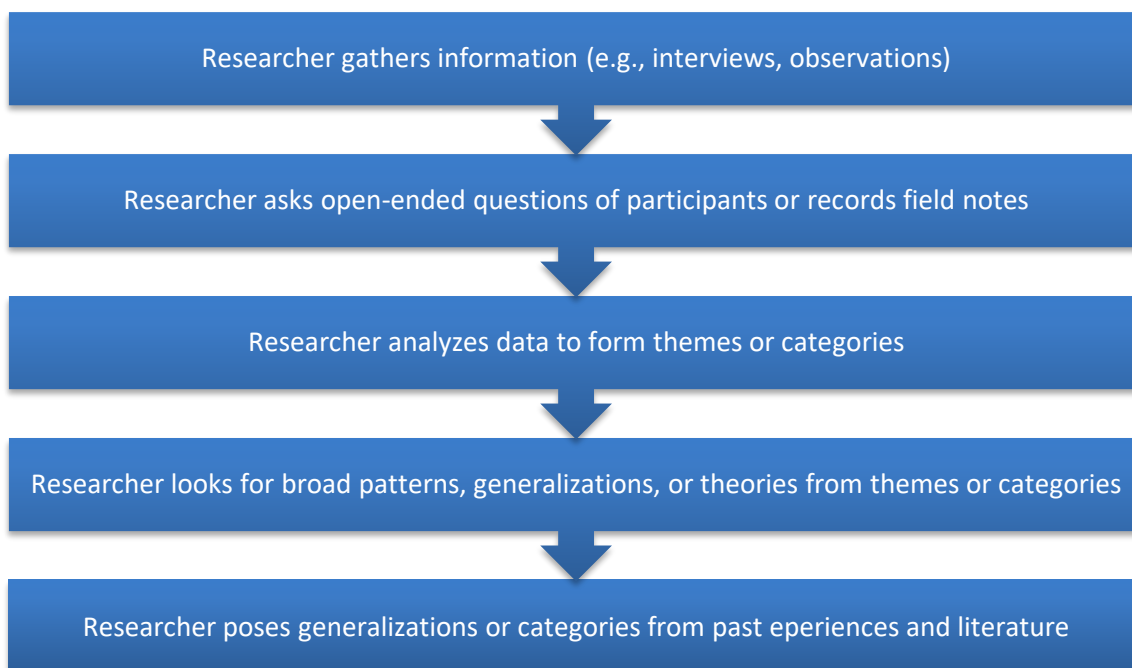 Researcher gathers information (e.g., interviews, observations)
Researcher asks open-ended questions of participants or records field notes
Researcher analyzes data to form themes or categories
Researcher looks for broad patterns, generalizations, or theories from themes or categories
Researcher poses generalizations or categories from past eperiences and literature